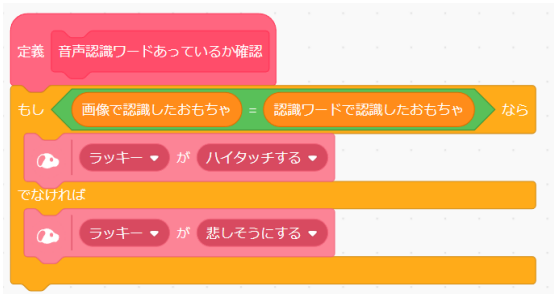 定義 音声認識ワードあっているか確認
もし 画像で認識したおもちゃ = 認識ワードで認識したおもちゃ なら
ラッキー が ハイタッチする
でなければ
ラッキー が 悲しそうにする